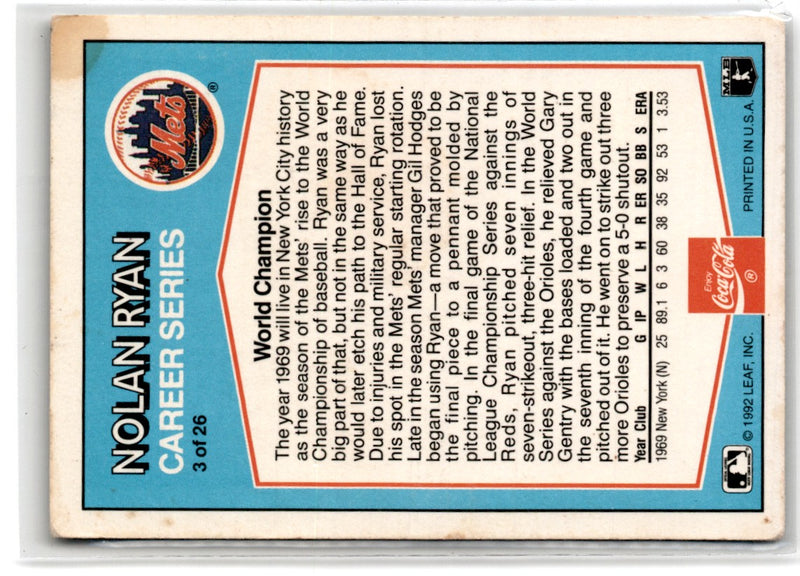 NOLAN RYAN
CAREER SERIES
3 of 26
Mets
®
World Champion
The year 1969 will live in New York City history
as the season of the Mets' rise to the World
Championship of baseball. Ryan was a very
big part of that, but not in the same way as he
would later etch his path to the Hall of Fame.
Due to injuries and military service, Ryan lost
his spot in the Mets' regular starting rotation.
Late in the season Mets' manager Gil Hodges
began using Ryan—a move that proved to be
the final piece to a pennant molded by
pitching. In the final game of the National
League Championship Series against the
Reds, Ryan pitched seven innings of
seven-strikeout, three-hit relief. In the World
Series against the Orioles, he relieved Gary
Gentry with the bases loaded and two out in
the seventh inning of the fourth game and
pitched out of it. He went on to strike out three
more Orioles to preserve a 5-0 shutout.
Year Club G IP W L H R ER SO BB S ERA
1969 New York (N) 25 89.1 6 3 60 38 35 92 53 1 3.53
Enjoy
Coca-Cola
®
© 1992 LEAF, INC.
PRINTED IN U.S.A.